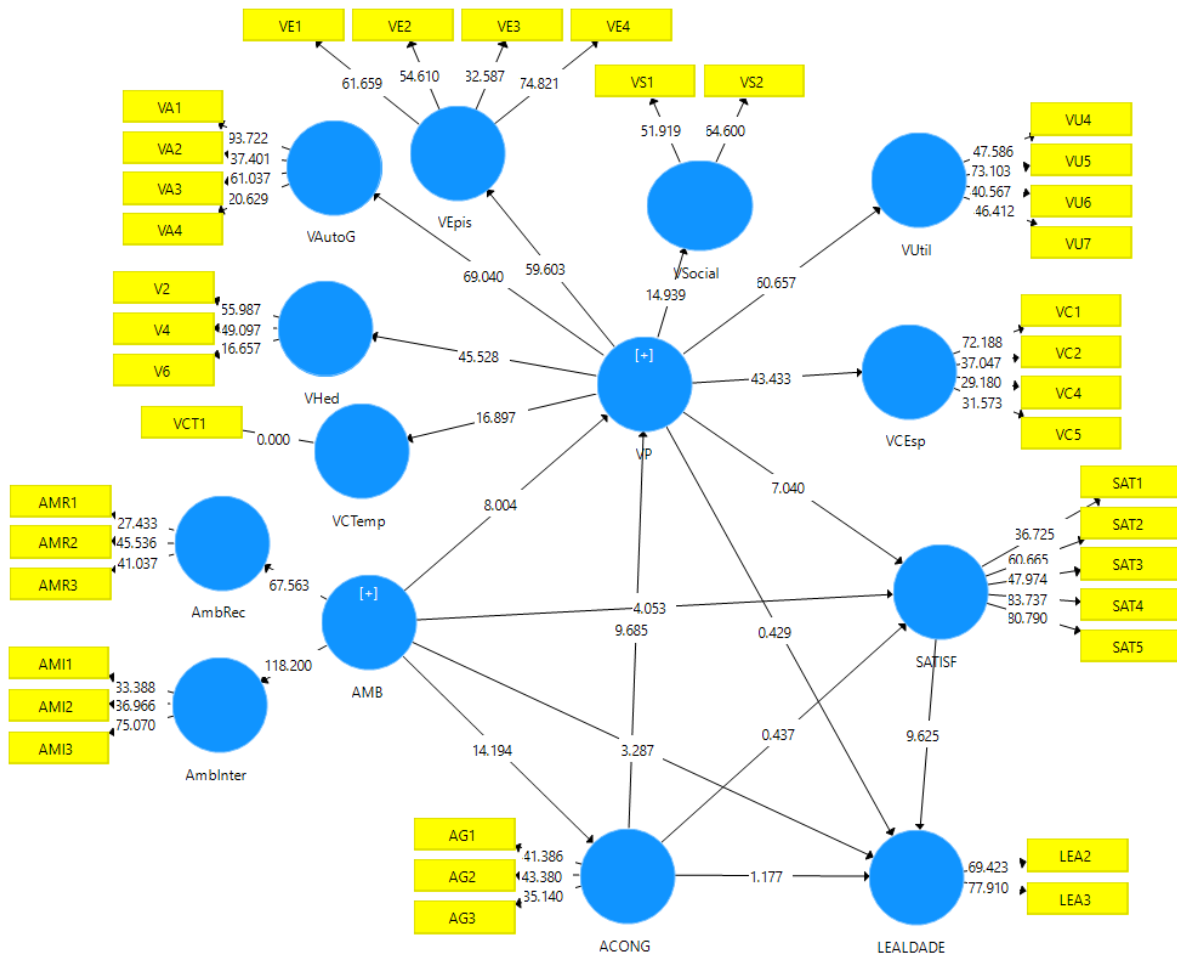 VE1
VE2
VE3
VE4
61.659
54.610
32.587
74.821
VS1
VS2
51.919
64.600
VA1
VA2
VA3
VA4
93.722
37.401
61.037
20.629
VAutoG
VEpis
VSocial
VUtil
47.586
73.103
40.567
46.412
VU4
VU5
VU6
VU7
69.040
59.603
14.939
60.657
V2
V4
V6
55.987
49.097
16.657
VHed
45.528
[+]
VP
43.433
VCEsp
72.188
37.047
29.180
31.573
VC1
VC2
VC4
VC5
VCT1
0.000
VCTemp
16.897
8.004
7.040
AMR1
AMR2
AMR3
27.433
45.536
41.037
AmbRec
67.563
[+]
AMB
4.053
9.685
0.429
SATISF
36.725
60.665
47.974
83.737
80.790
SAT1
SAT2
SAT3
SAT4
SAT5
AMI1
AMI2
AMI3
33.388
36.966
75.070
AmbInter
118.200
14.194
3.287
0.437
9.625
AG1
AG2
AG3
41.386
43.380
35.140
ACONG
1.177
LEALDADE
69.423
77.910
LEA2
LEA3